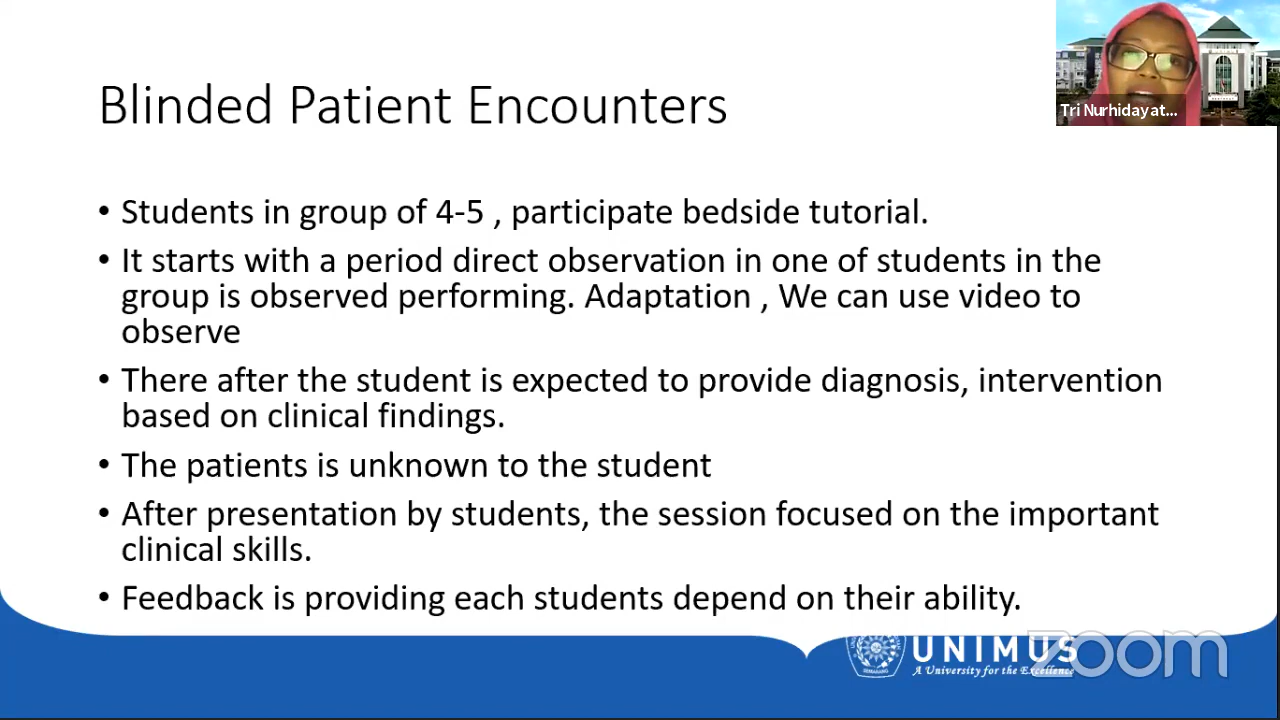 Blinded Patient Encounters
Tri Nurhidayat...
• Students in group of 4-5 , participate bedside tutorial.
• It starts with a period direct observation in one of students in the
group is observed performing. Adaptation , We can use video to
observe
• There after the student is expected to provide diagnosis, intervention
based on clinical findings.
• The patients is unknown to the student
• After presentation by students, the session focused on the important
clinical skills.
• Feedback is providing each students depend on their ability.
UNIMUS
A University for the Excellence
zoom